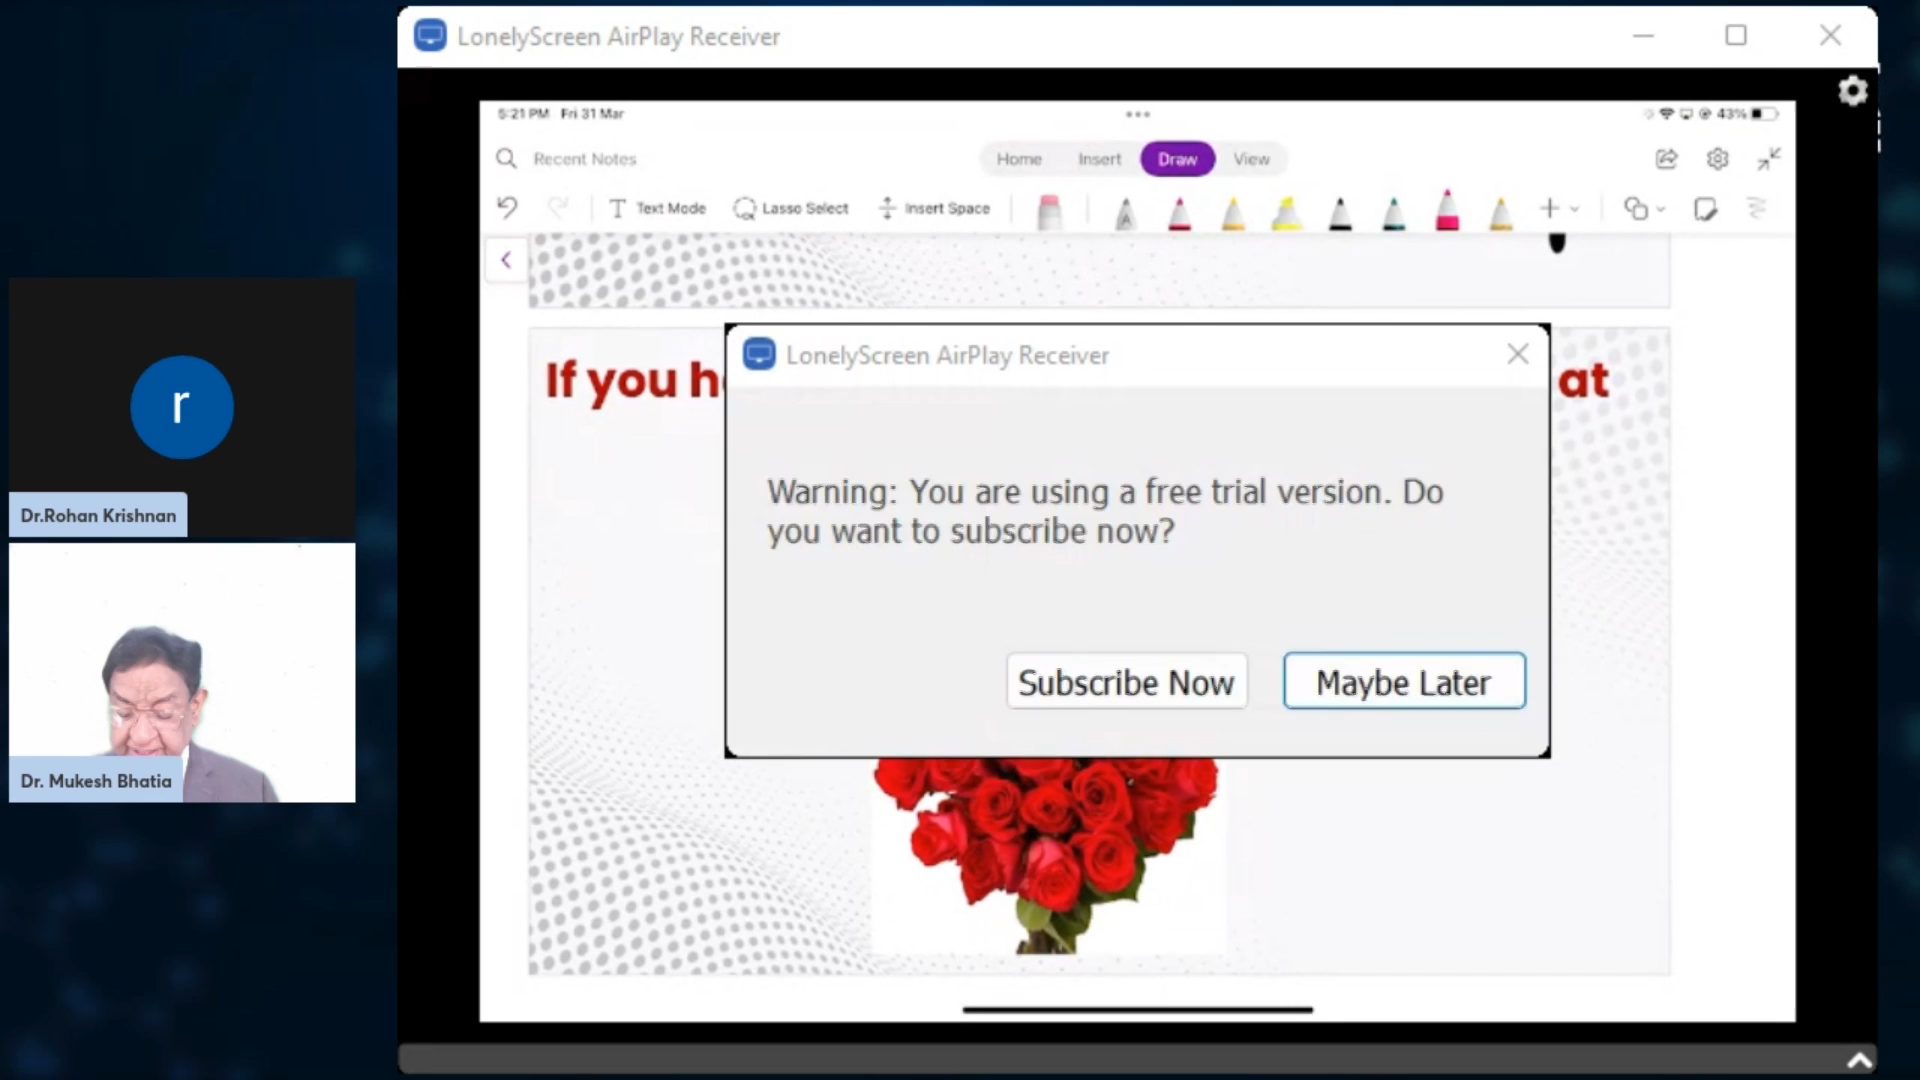 LonelyScreen AirPlay Receiver
5:21 PM Fri 31 Mar
43%
Recent Notes
Home
Insert
Draw
View
Text Mode
Lasso Select
Insert Space
A
If you h
at
LonelyScreen AirPlay Receiver
Warning: You are using a free trial version. Do
you want to subscribe now?
Subscribe Now
Maybe Later
r
Dr.Rohan Krishnan
Dr. Mukesh Bhatia